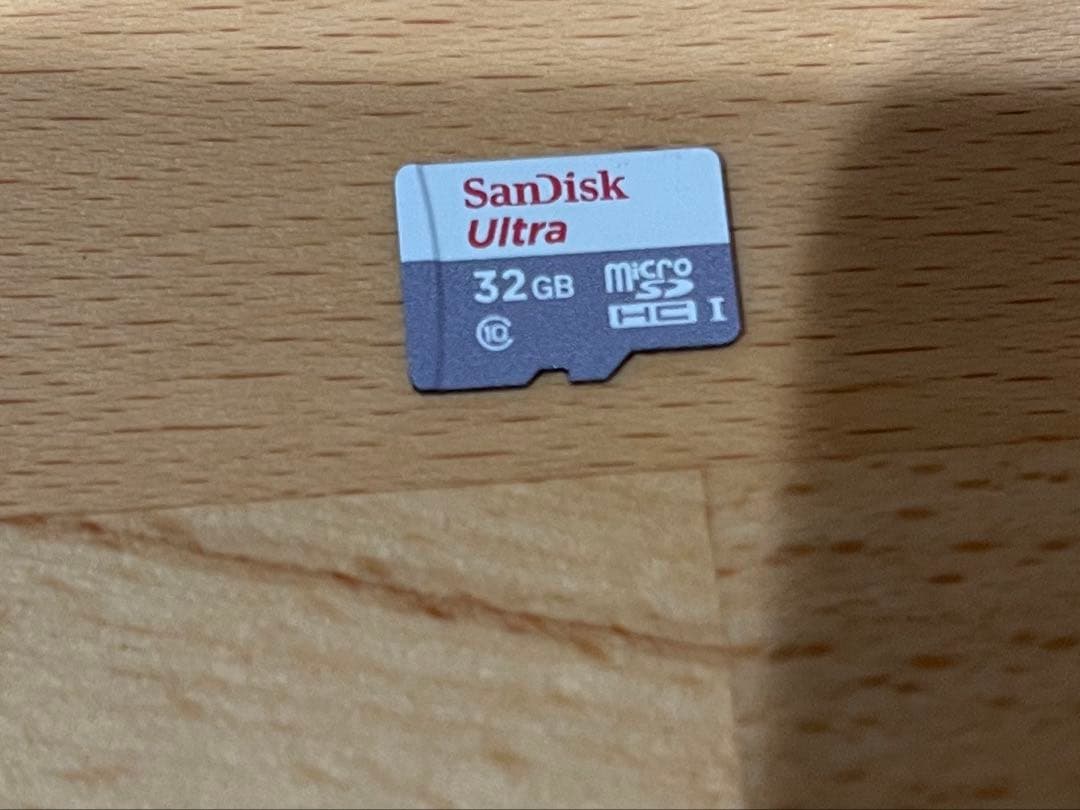 SanDisk
Ultra
32GB
micro
SD
HC I
10